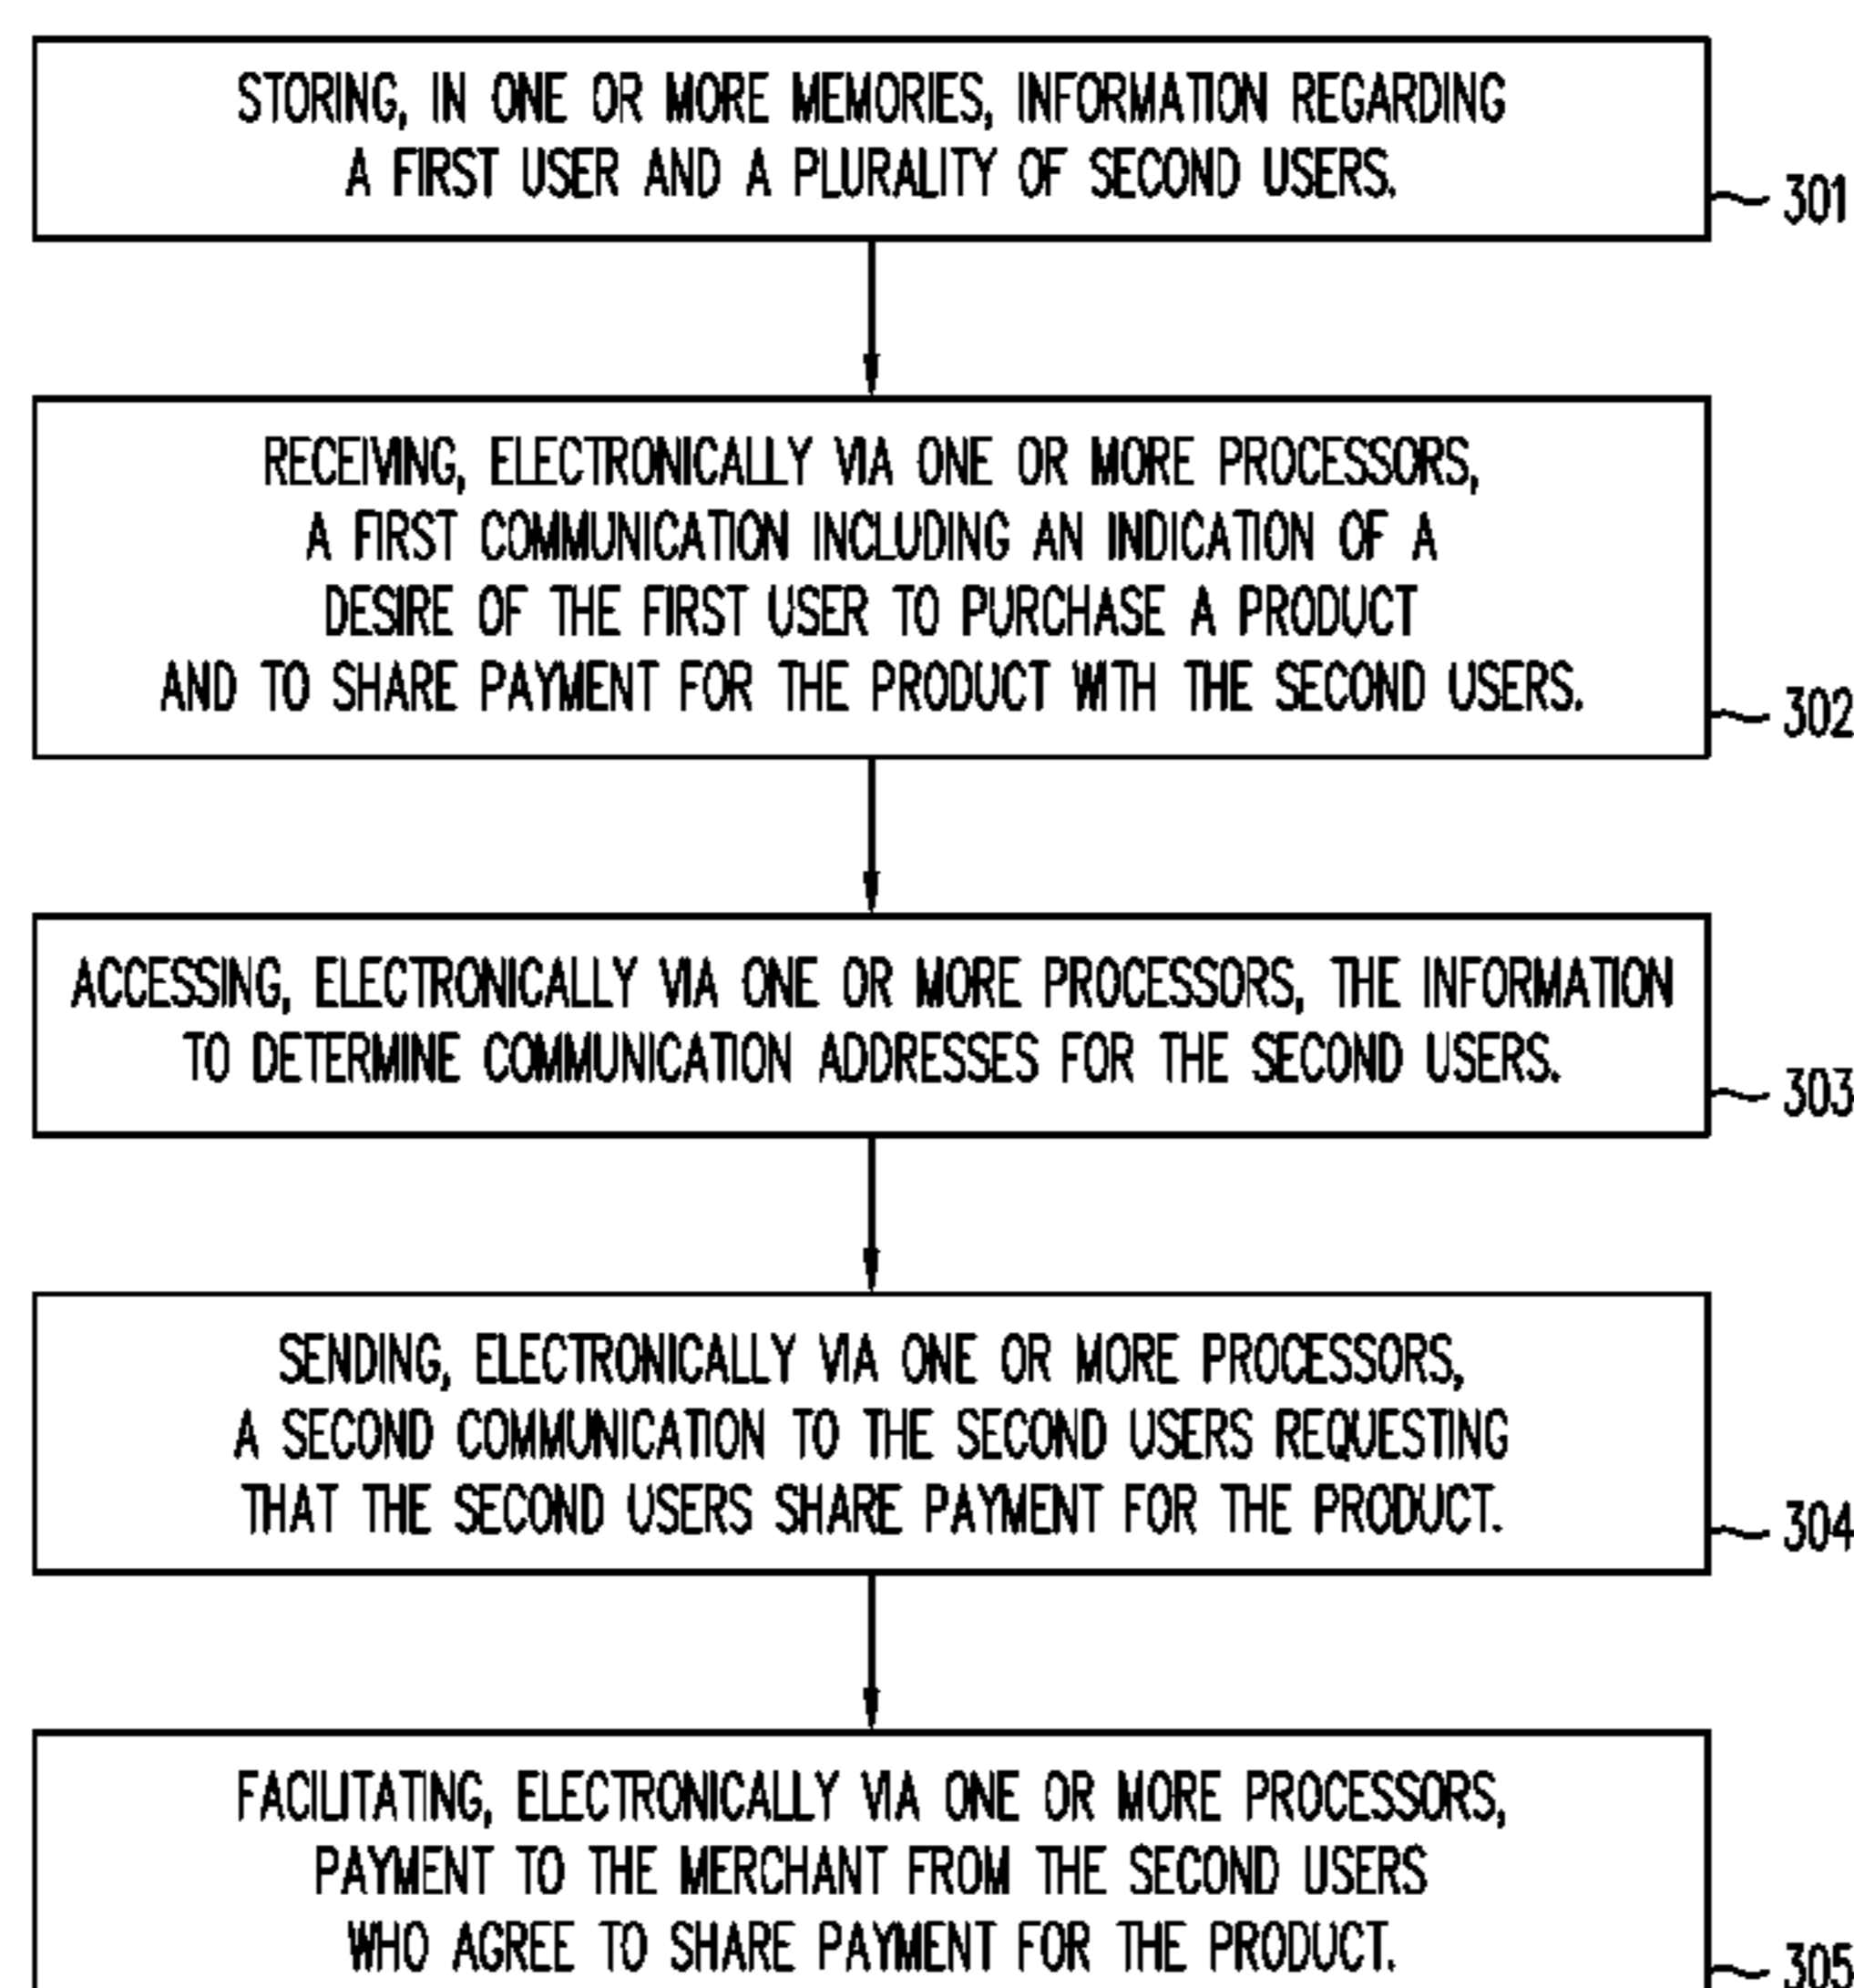 STORING, IN ONE OR MORE MEMORIES, INFORMATION REGARDING
A FIRST USER AND A PLURALITY OF SECOND USERS.
301
RECEIVING, ELECTRONICALLY VIA ONE OR MORE PROCESSORS,
A FIRST COMMUNICATION INCLUDING AN INDICATION OF A
DESIRE OF THE FIRST USER TO PURCHASE A PRODUCT
AND TO SHARE PAYMENT FOR THE PRODUCT WITH THE SECOND USERS.
302
ACCESSING, ELECTRONICALLY VIA ONE OR MORE PROCESSORS, THE INFORMATION
TO DETERMINE COMMUNICATION ADDRESSES FOR THE SECOND USERS.
303
SENDING, ELECTRONICALLY VIA ONE OR MORE PROCESSORS,
A SECOND COMMUNICATION TO THE SECOND USERS REQUESTING
THAT THE SECOND USERS SHARE PAYMENT FOR THE PRODUCT.
304
FACILITATING, ELECTRONICALLY VIA ONE OR MORE PROCESSORS,
PAYMENT TO THE MERCHANT FROM THE SECOND USERS
WHO AGREE TO SHARE PAYMENT FOR THE PRODUCT.
305